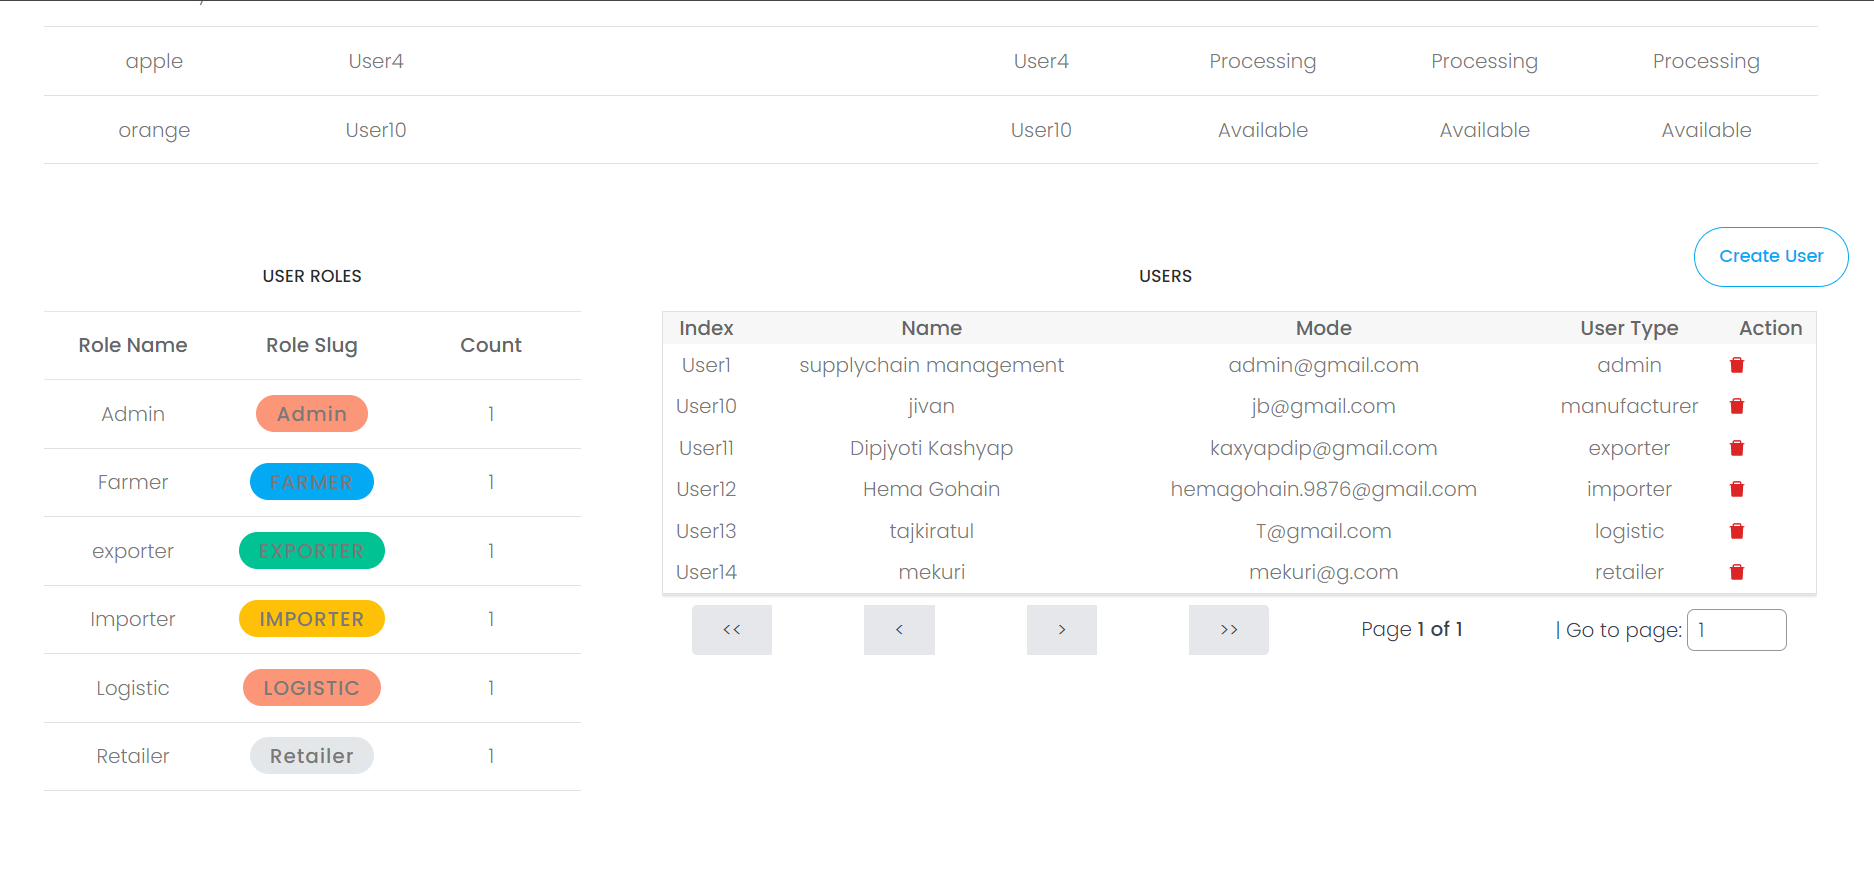 apple User4 User4 Processing Processing Processing
orange User10 User10 Available Available Available
Create User
USER ROLES
USERS
Role Name Role Slug Count
Admin Admin 1
Farmer FARMER 1
exporter EXPORTER 1
Importer IMPORTER 1
Logistic LOGISTIC 1
Retailer Retailer 1
Index Name Mode User Type Action
User1 supplychain management admin@gmail.com admin
User10 jivan jb@gmail.com manufacturer
User11 Dipjyoti Kashyap kaxyapdip@gmail.com exporter
User12 Hema Gohain hemagohain.9876@gmail.com importer
User13 tajkiratul T@gmail.com logistic
User14 mekuri mekuri@g.com retailer
<< < > >> Page 1 of 1 | Go to page: 1